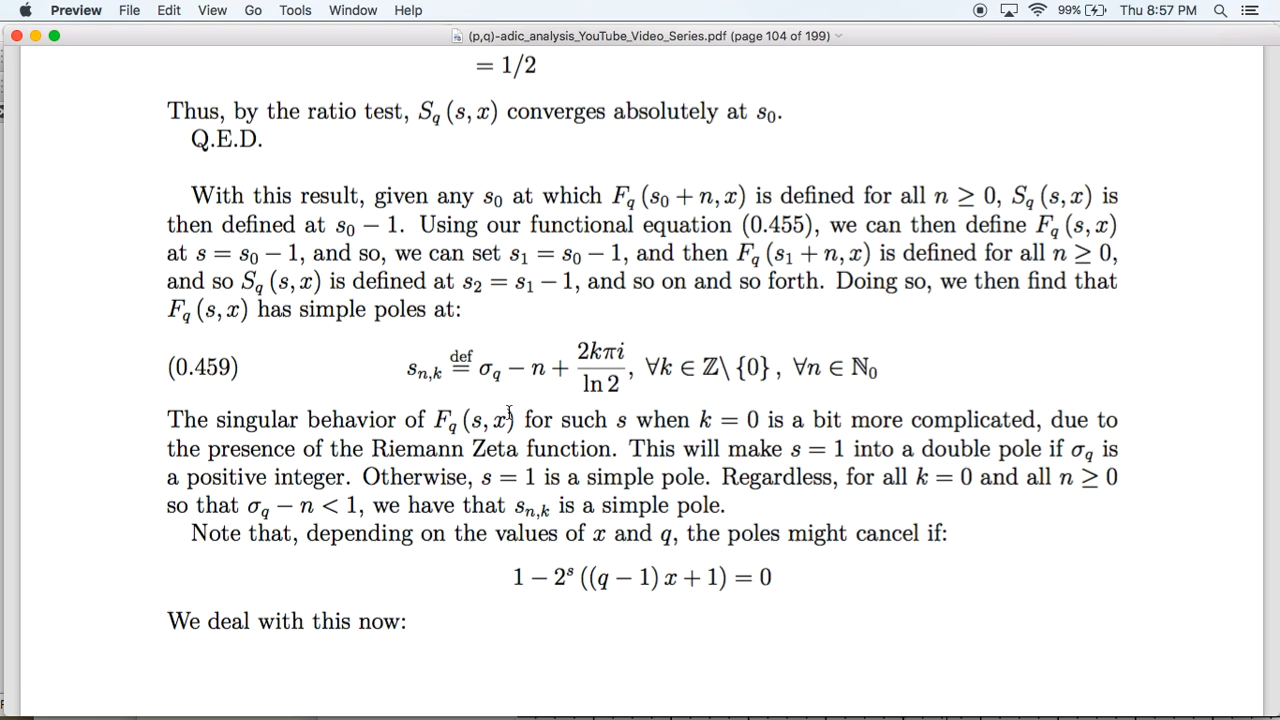 Preview File Edit View Go Tools Window Help 99% Thu 8:57 PM
(p,q)-adic_analysis_YouTube_Video_Series.pdf (page 104 of 199)
= 1/2
Thus, by the ratio test, S_q (s, x) converges absolutely at s_0.
Q.E.D.
With this result, given any s_0 at which F_q (s_0 + n, x) is defined for all n ≥ 0, S_q (s, x) is
then defined at s_0 − 1. Using our functional equation (0.455), we can then define F_q (s, x)
at s = s_0 − 1, and so, we can set s_1 = s_0 − 1, and then F_q (s_1 + n, x) is defined for all n ≥ 0,
and so S_q (s, x) is defined at s_2 = s_1 − 1, and so on and so forth. Doing so, we then find that
F_q (s, x) has simple poles at:
(0.459) s_{n,k} \overset{def}{=} σ_q − n + \frac{2kπi}{\ln 2}, ∀k ∈ ℤ\ {0} , ∀n ∈ ℕ_0
The singular behavior of F_q (s, x) for such s when k = 0 is a bit more complicated, due to
the presence of the Riemann Zeta function. This will make s = 1 into a double pole if σ_q is
a positive integer. Otherwise, s = 1 is a simple pole. Regardless, for all k = 0 and all n ≥ 0
so that σ_q − n < 1, we have that s_{n,k} is a simple pole.
Note that, depending on the values of x and q, the poles might cancel if:
1 − 2^s ((q − 1) x + 1) = 0
We deal with this now: